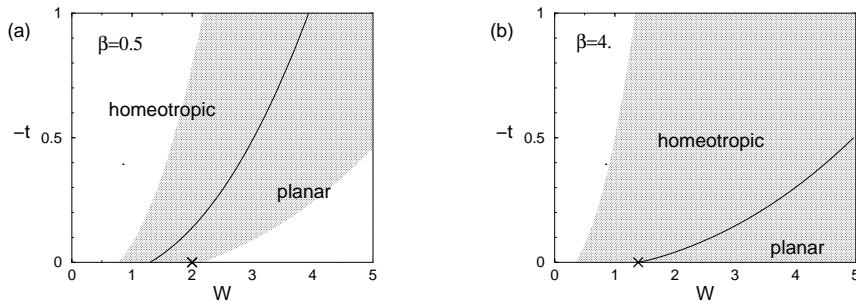 (a)
β=0.5
homeotropic
planar
−t
1
0.5
0
0 1 2 3 4 5
W
(b)
β=4.
homeotropic
planar
−t
1
0.5
0
0 1 2 3 4 5
W